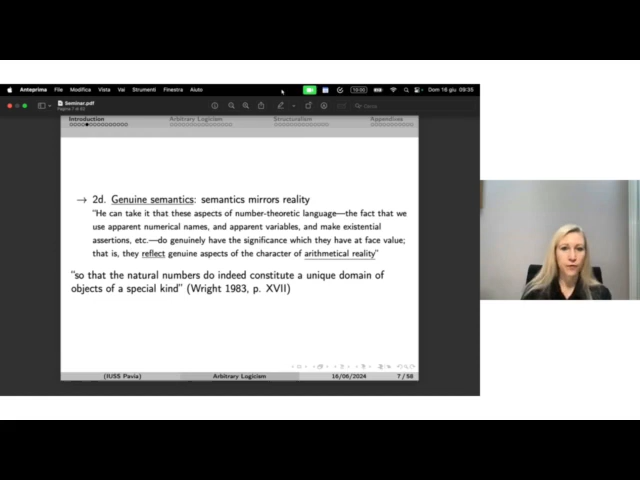 Anteprima File Modifica Vista Vai Strumenti Finestra Aiuto Dom 16 giu 09:35
Seminar.pdf
Cerca
Introduction Arbitrary Logicism Structuralism Appendixes
→ 2d. Genuine semantics: semantics mirrors reality
"He can take it that these aspects of number-theoretic language—the fact that we
use apparent numerical names, and apparent variables, and make existential
assertions, etc.—do genuinely have the significance which they have at face value;
that is, they reflect genuine aspects of the character of arithmetical reality"
"so that the natural numbers do indeed constitute a unique domain of
objects of a special kind" (Wright 1983, p. XVII)
(IUSS Pavia) Arbitrary Logicism 16/06/2024 7 / 58